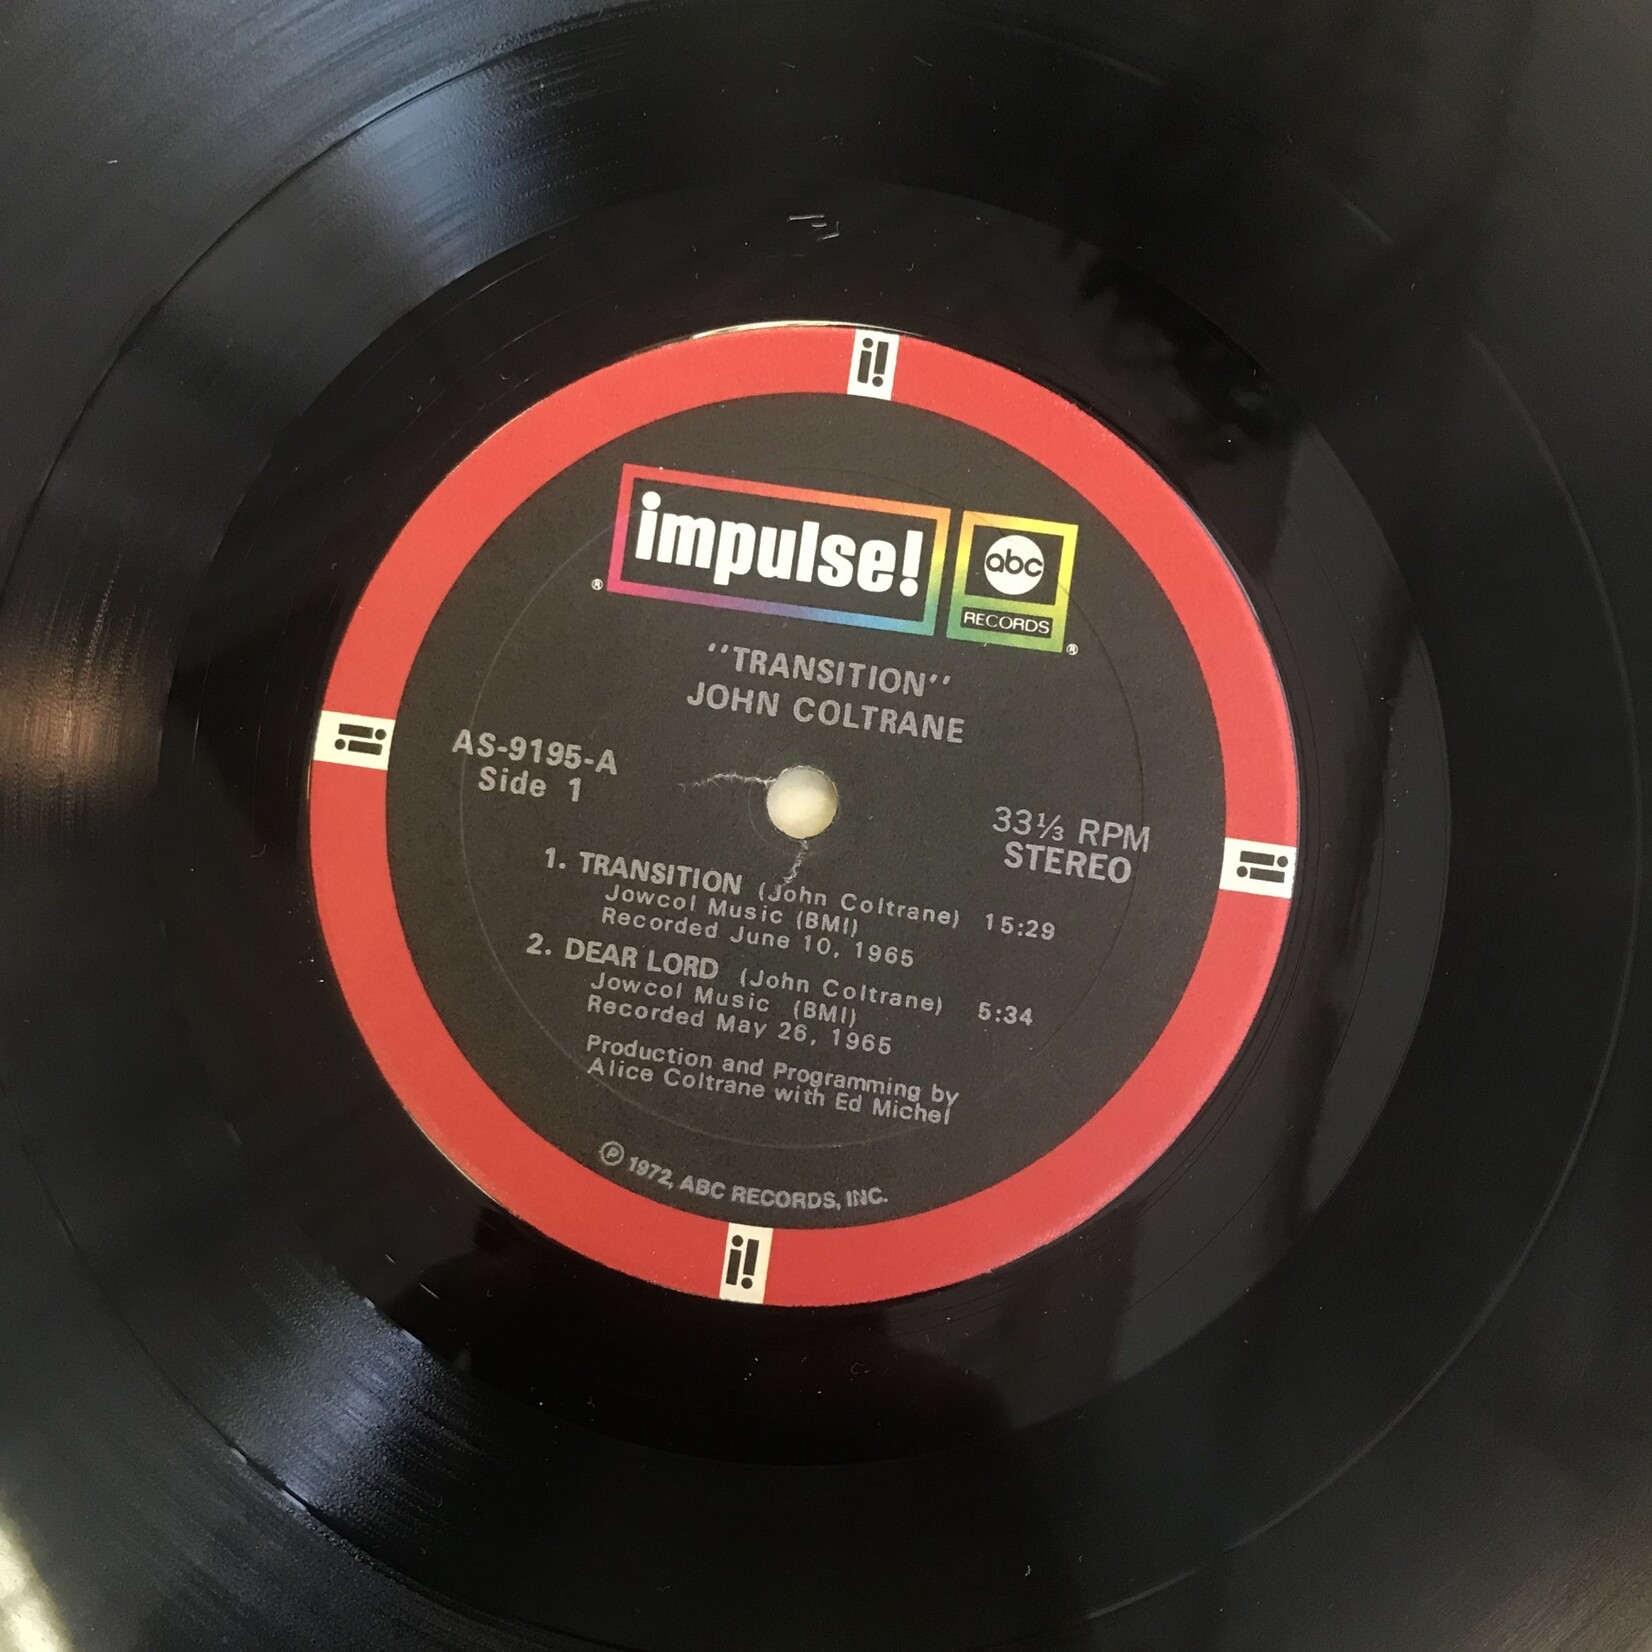 i!
impulse!
®
abc
RECORDS
®
''TRANSITION''
JOHN COLTRANE
AS-9195-A
Side 1
33⅓ RPM
STEREO
1. TRANSITION (John Coltrane) 15:29
Jowcol Music (BMI)
Recorded June 10, 1965
2. DEAR LORD (John Coltrane) 5:34
Jowcol Music (BMI)
Recorded May 26, 1965
Production and Programming by
Alice Coltrane with Ed Michel
℗ 1972, ABC RECORDS, INC.
i!
i!
i!